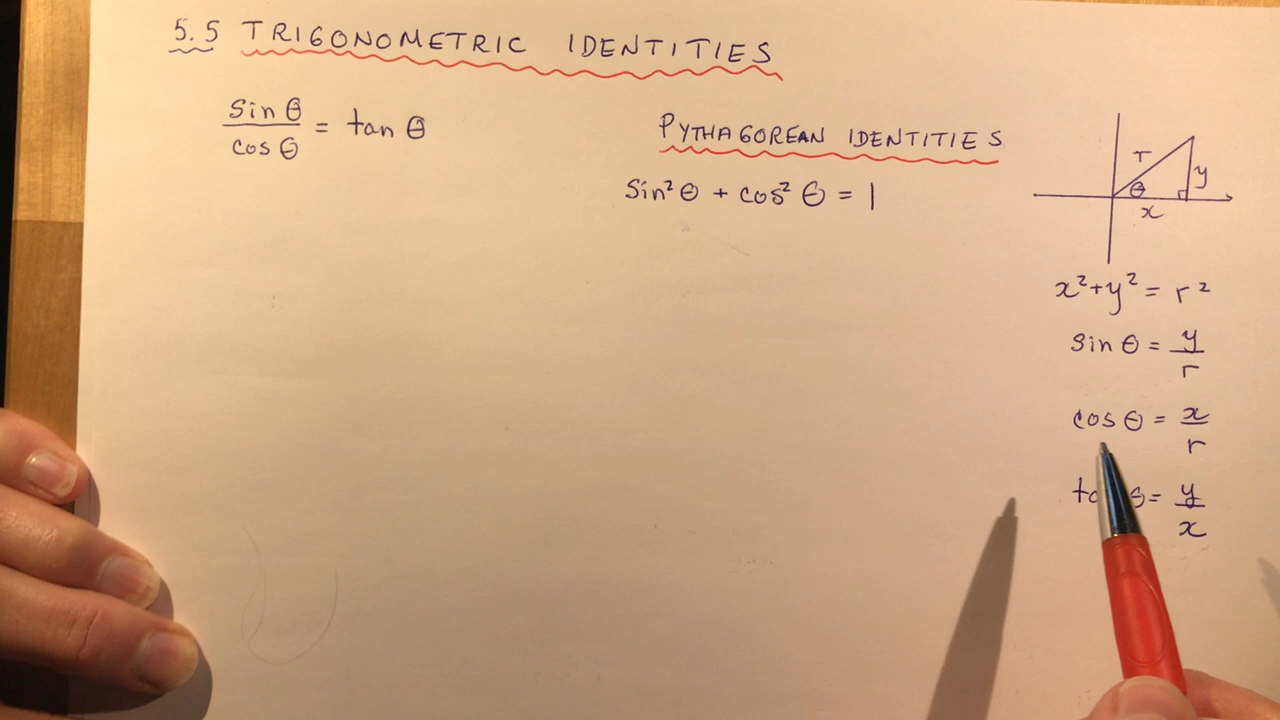 5.5 TRIGONOMETRIC IDENTITIES
sin θ / cos θ = tan θ
PYTHAGOREAN IDENTITIES
sin² θ + cos² θ = 1
r
y
θ
x
x² + y² = r²
sin θ = y / r
cos θ = x / r
θ = y / x